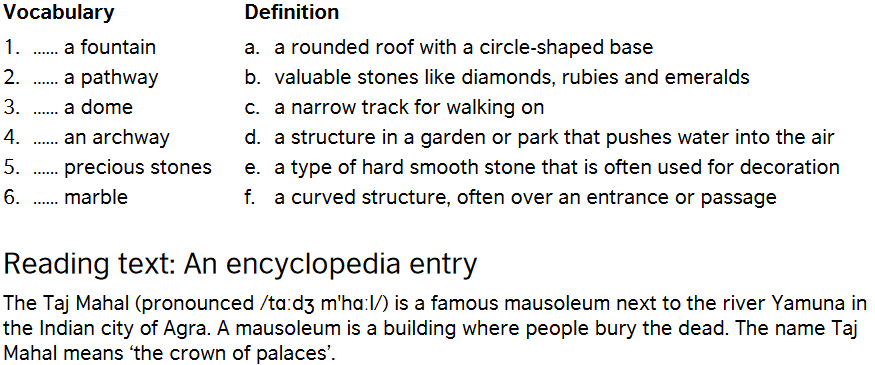 Vocabulary Definition
1. ...... a fountain a. a rounded roof with a circle-shaped base
2. ...... a pathway b. valuable stones like diamonds, rubies and emeralds
3. ...... a dome c. a narrow track for walking on
4. ...... an archway d. a structure in a garden or park that pushes water into the air
5. ...... precious stones e. a type of hard smooth stone that is often used for decoration
6. ...... marble f. a curved structure, often over an entrance or passage
Reading text: An encyclopedia entry
The Taj Mahal (pronounced /tɑːdʒ m'hɑːl/) is a famous mausoleum next to the river Yamuna in
the Indian city of Agra. A mausoleum is a building where people bury the dead. The name Taj
Mahal means ‘the crown of palaces’.